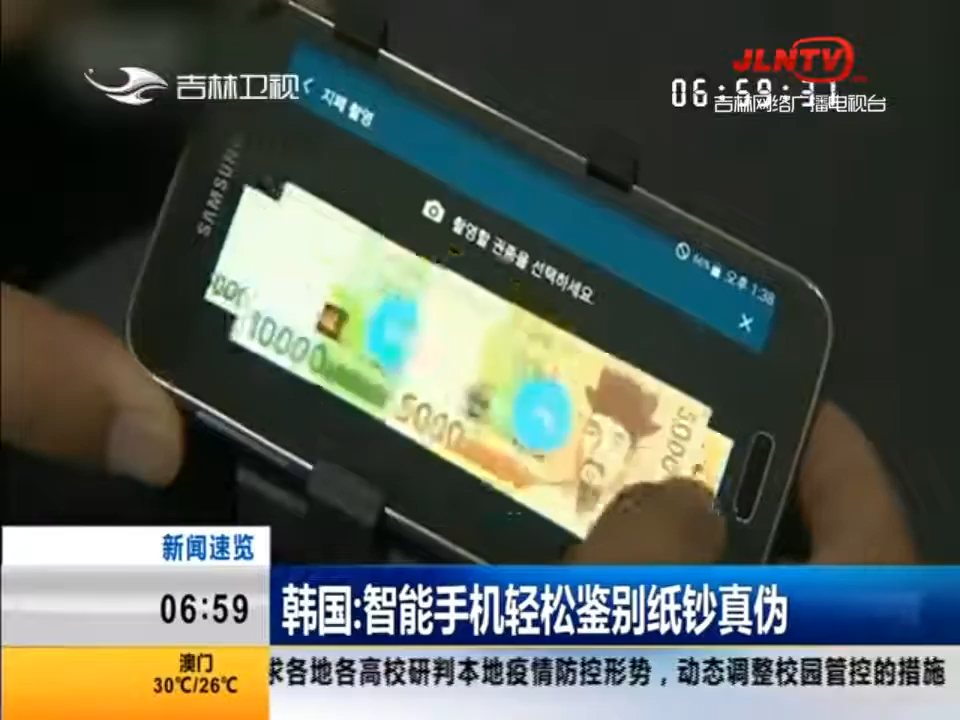 吉林卫视
JLNTV
06:59:31
吉林网络广播电视台
지폐 촬영
SAMSUNG
촬영할 권종을 선택하세요.
66% 오후 1:38
10000
5000
5000
新闻速览
06:59
韩国:智能手机轻松鉴别纸钞真伪
澳门
30℃/26℃
求各地各高校研判本地疫情防控形势，动态调整校园管控的措施